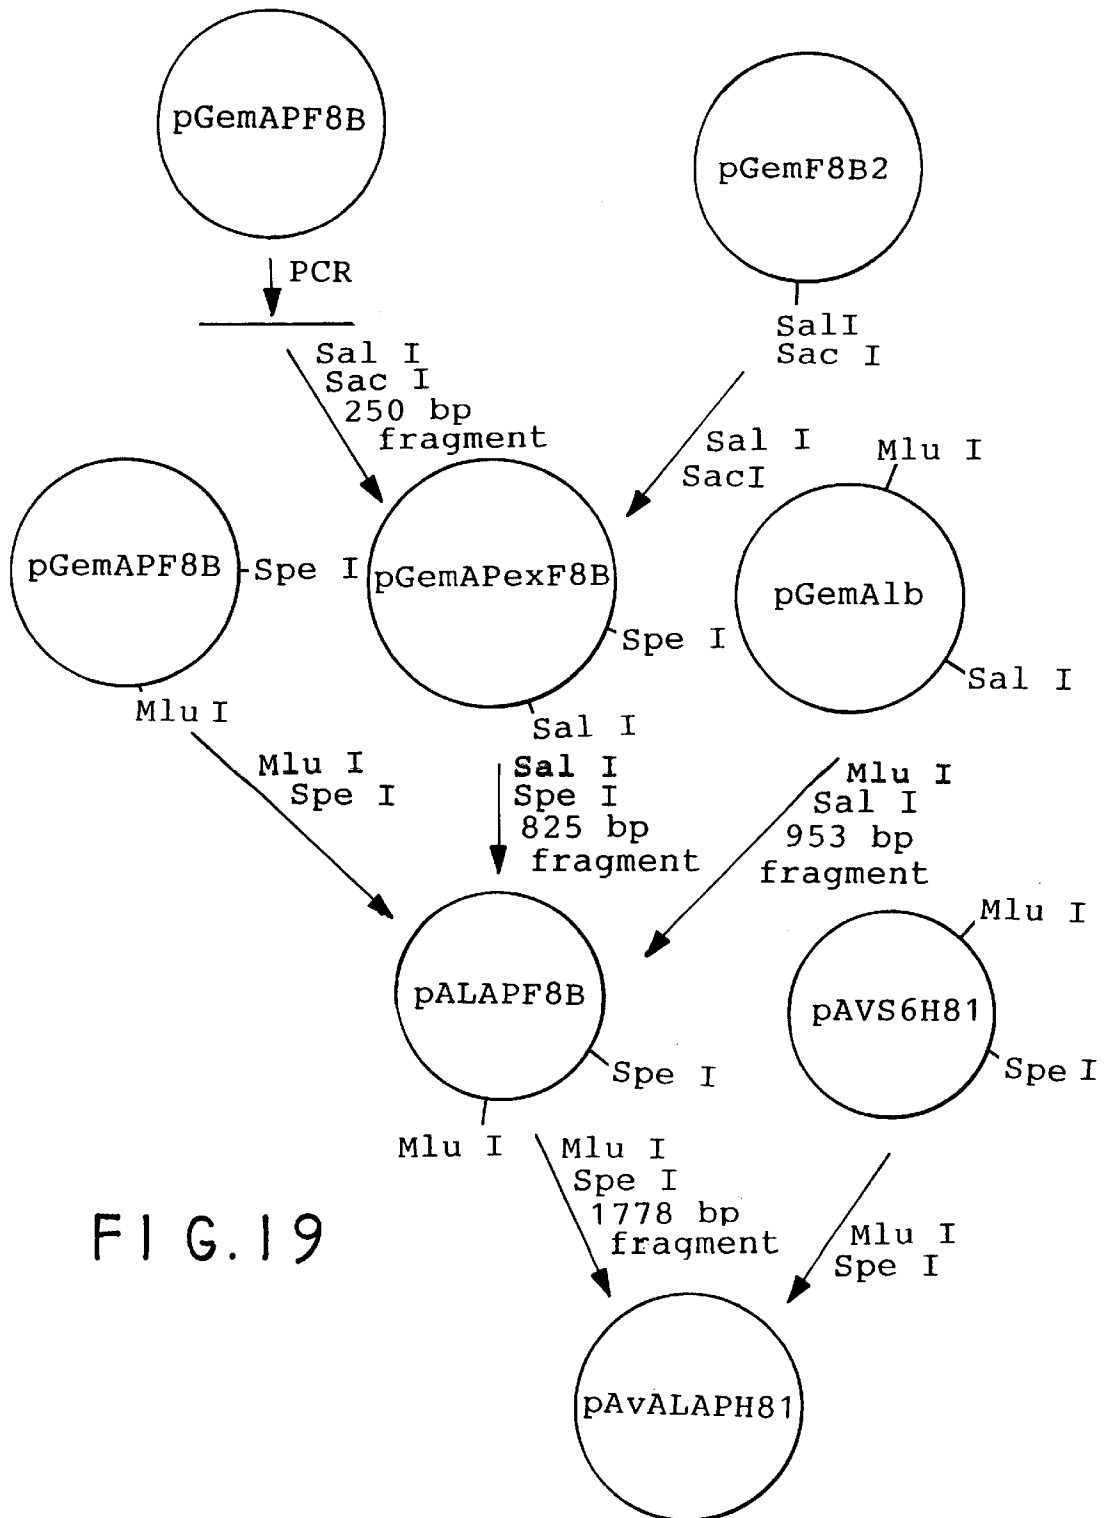 pGemAPF8B
pGemF8B2
PCR
SalI
Sac I
Sal I
Sac I
250 bp
fragment
Sal I
SacI
Mlu I
pGemAPF8B
Spe I
pGemAPexF8B
pGemAlb
Spe I
Sal I
Mlu I
Sal I
Mlu I
Spe I
Sal I
Spe I
825 bp
fragment
Mlu I
Sal I
953 bp
fragment
Mlu I
pALAPF8B
pAVS6H81
Spe I
Spe I
Mlu I
Mlu I
Spe I
1778 bp
fragment
Mlu I
Spe I
FIG.19
pAvALAPH81